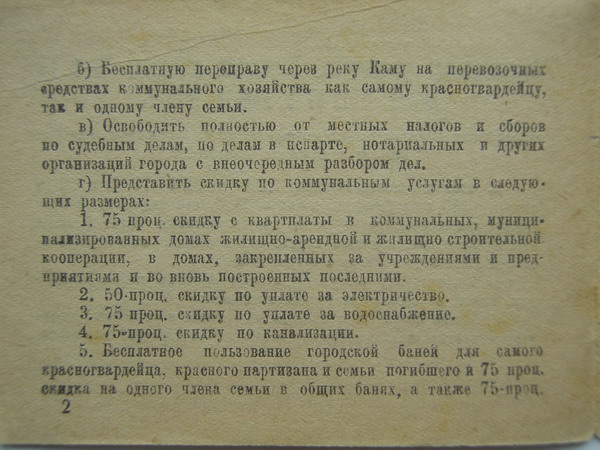 б) Бесплатную переправу через реку Каму на перевозочных
средствах коммунального хозяйства как самому красногвардейцу,
так и одному члену семьи.
в) Освободить полностью от местных налогов и сборов
по судебным делам, по делам в испарте, нотариальных и других
организаций города с внеочередным разбором дел.
г) Представить скидку по коммунальным услугам в следую-
щих размерах:
1. 75 проц. скидку с квартплаты в коммунальных, муници-
пализированных домах жилищно-арендной и жилищно строительной
кооперации, в домах, закрепленных за учреждениями и пред-
приятиями и во вновь построенных последними.
2. 50-проц. скидку по уплате за электричество.
3. 75 проц. скидку по уплате за водоснабжение.
4. 75-проц. скидку по канализации.
5. Бесплатное пользование городской баней для самого
красногвардейца, красного партизана и семьи погибшего и 75 проц.
скидка на одного члена семьи в общих банях, а также 75-проц.
2